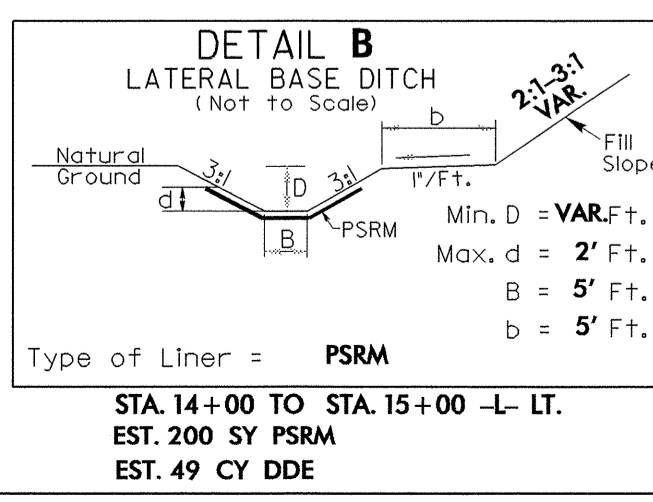 DETAIL B
LATERAL BASE DITCH
(Not to Scale)
2:1-3:1
VAR.
b
Natural
Ground
3:1
D
3:1
1"/Ft.
Fill
Slope
d
B
PSRM
Min. D = VAR.Ft.
Max. d = 2' Ft.
B = 5' Ft.
b = 5' Ft.
Type of Liner = PSRM
STA. 14+00 TO STA. 15+00 -L- LT.
EST. 200 SY PSRM
EST. 49 CY DDE